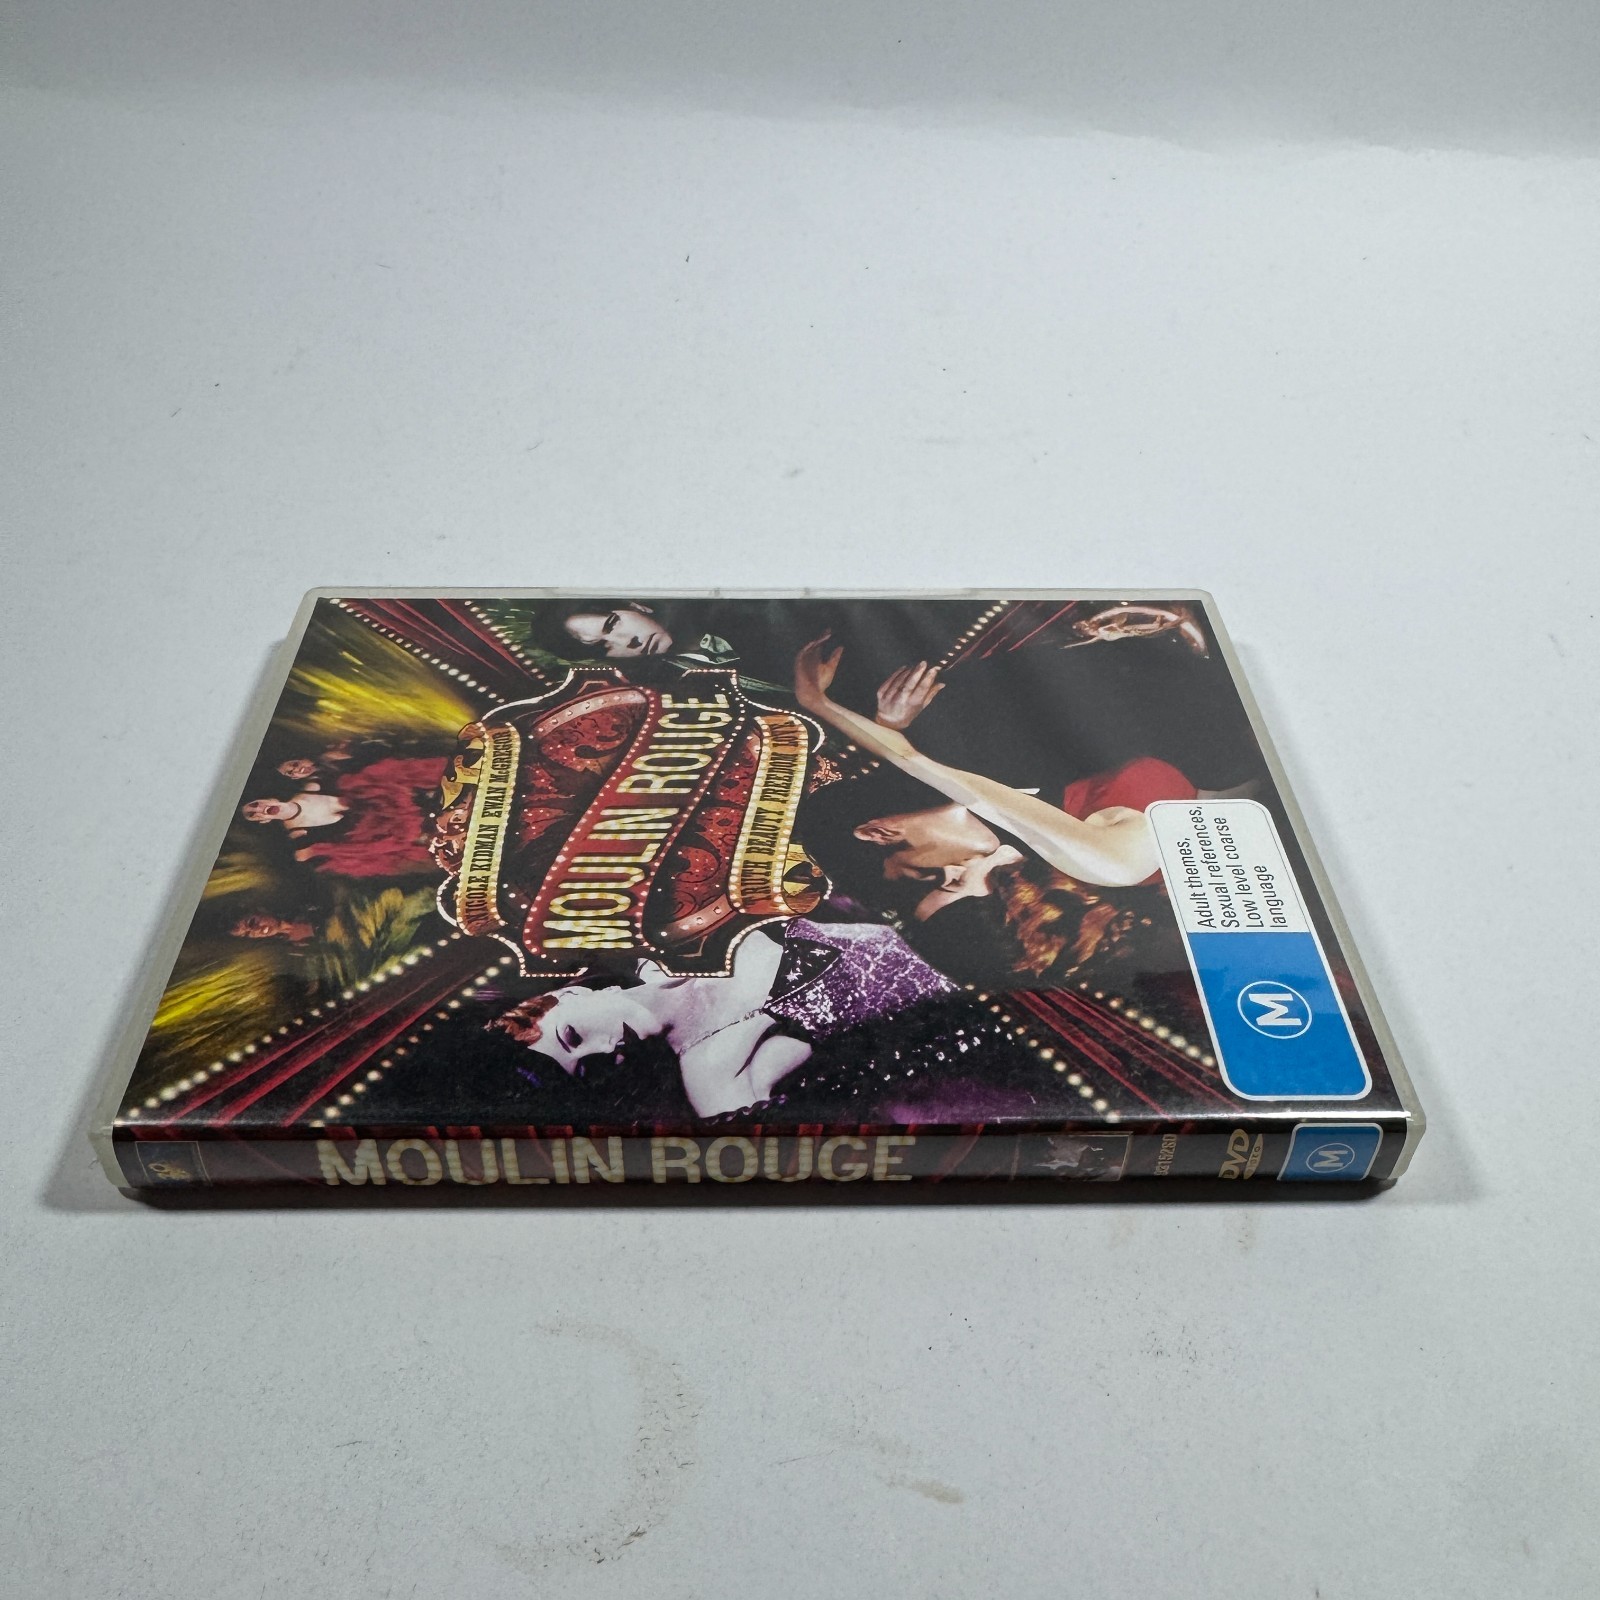 NICOLE KIDMAN EWAN McGREGOR
MOULIN ROUGE
TRUTH BEAUTY FREEDOM LOVE
Adult themes,
Sexual references,
Low level coarse
language
M
MOULIN ROUGE
DVD
M